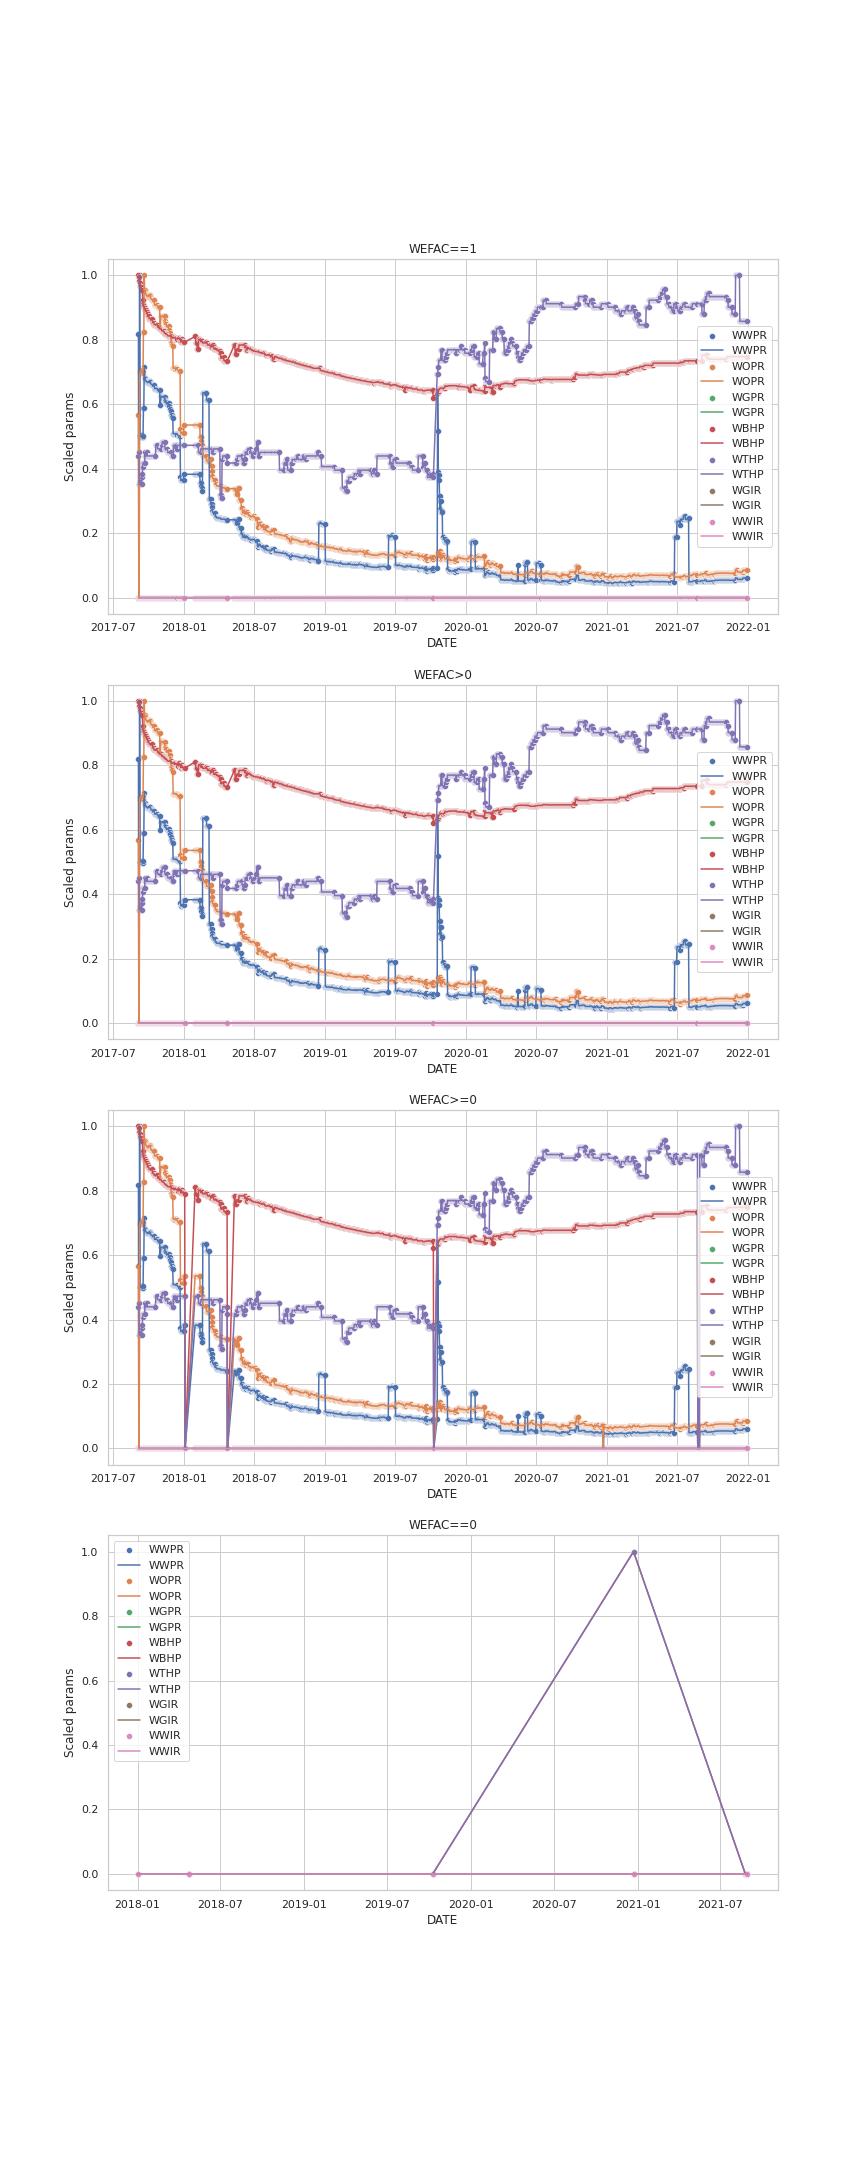 WEFAC==1
1.0
0.8
0.6
0.4
0.2
0.0
Scaled params
WWPR
WWPR
WOPR
WOPR
WGPR
WGPR
WBHP
WBHP
WTHP
WTHP
WGIR
WGIR
WWIR
WWIR
2017-07 2018-01 2018-07 2019-01 2019-07 2020-01 2020-07 2021-01 2021-07 2022-01
DATE
WEFAC>0
1.0
0.8
0.6
0.4
0.2
0.0
Scaled params
WWPR
WWPR
WOPR
WOPR
WGPR
WGPR
WBHP
WBHP
WTHP
WTHP
WGIR
WGIR
WWIR
WWIR
2017-07 2018-01 2018-07 2019-01 2019-07 2020-01 2020-07 2021-01 2021-07 2022-01
DATE
WEFAC>=0
1.0
0.8
0.6
0.4
0.2
0.0
Scaled params
WWPR
WWPR
WOPR
WOPR
WGPR
WGPR
WBHP
WBHP
WTHP
WTHP
WGIR
WGIR
WWIR
WWIR
2017-07 2018-01 2018-07 2019-01 2019-07 2020-01 2020-07 2021-01 2021-07 2022-01
DATE
WEFAC==0
1.0
0.8
0.6
0.4
0.2
0.0
Scaled params
WWPR
WWPR
WOPR
WOPR
WGPR
WGPR
WBHP
WBHP
WTHP
WTHP
WGIR
WGIR
WWIR
WWIR
2018-01 2018-07 2019-01 2019-07 2020-01 2020-07 2021-01 2021-07
DATE